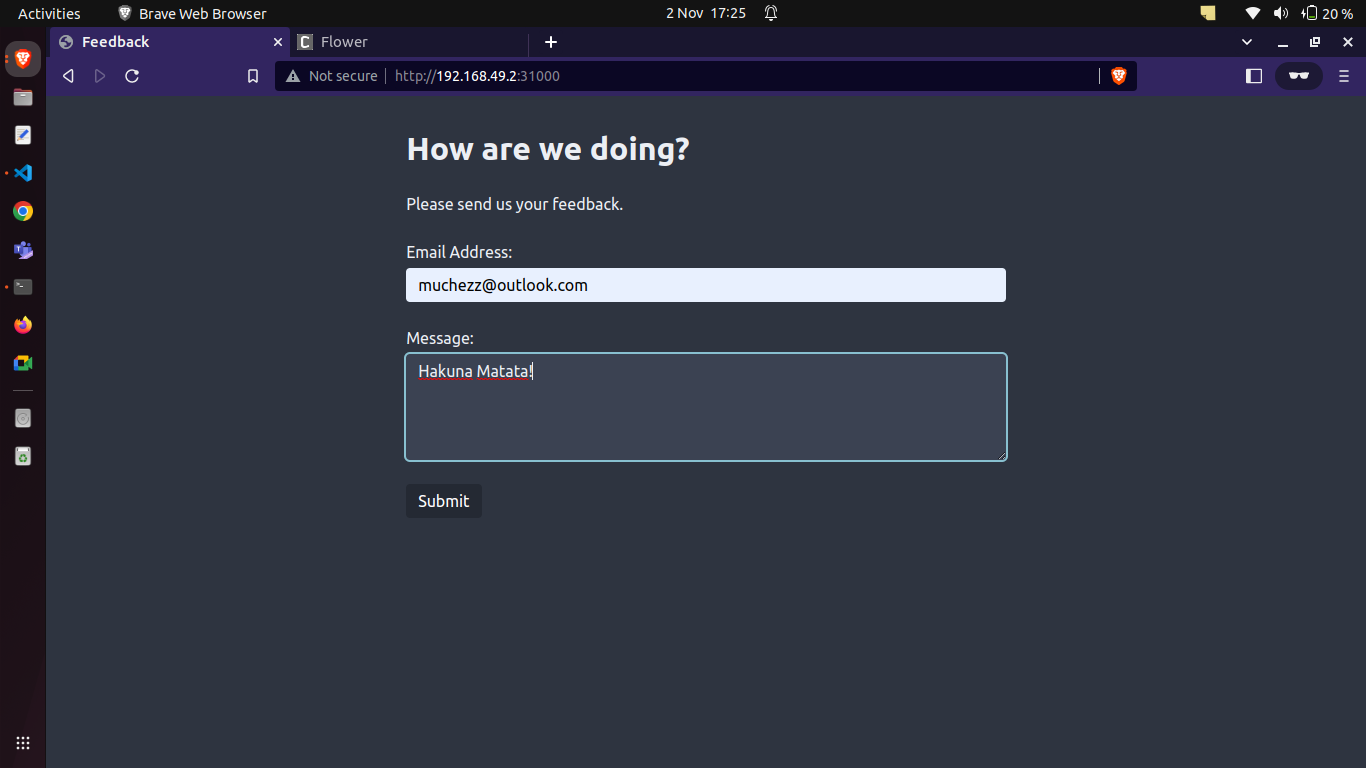 Activities Brave Web Browser 2 Nov 17:25 20 %
Feedback C Flower
Not secure http://192.168.49.2:31000
How are we doing?
Please send us your feedback.
Email Address:
muchezz@outlook.com
Message:
Hakuna Matata!
Submit